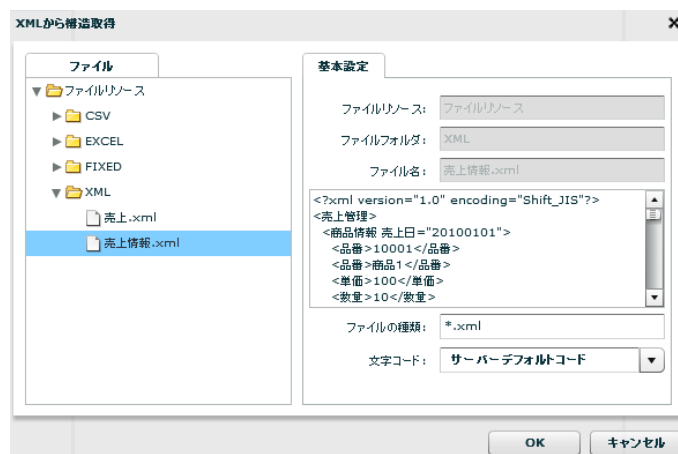 XMLから構造取得
ファイル
ファイルリソース
CSV
EXCEL
FIXED
XML
売上.xml
売上情報.xml
基本設定
ファイルリソース: ファイルリソース
ファイルフォルダ: XML
ファイル名: 売上情報.xml
<?xml version="1.0" encoding="Shift_JIS"?>
<売上管理>
<商品情報 売上日="20100101">
<品番>10001</品番>
<品番>商品1</品番>
<単価>100</単価>
<数量>10</数量>
ファイルの種類: *.xml
文字コード: サーバーデフォルトコード
OK
キャンセル